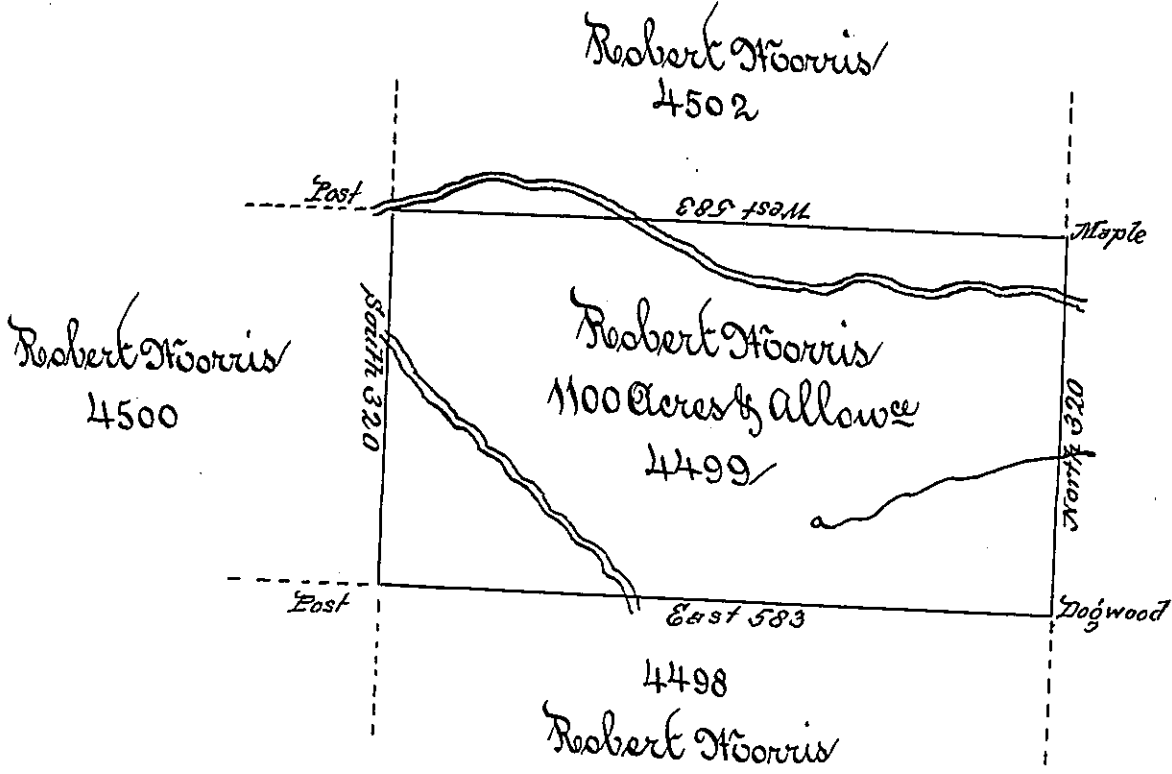 Robert Morris
4502
Post
West 583
Maple
Robert Morris
4500
South 320
Robert Morris
1100 Acres & Allowce
4499
North 320
Post
East 583
Dogwood
4498
Robert Morris